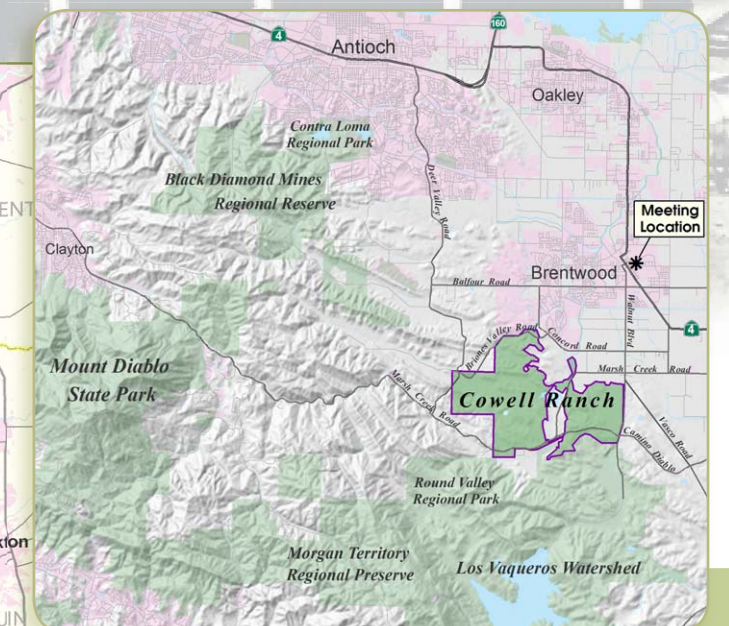 4
160
Antioch
Oakley
Contra Loma
Regional Park
Black Diamond Mines
Regional Reserve
Deer Valley Road
Meeting
Location
Clayton
Brentwood
Balfour Road
Walnut Blvd
4
Briones Valley Road
Concord Road
Mount Diablo
State Park
Marsh Creek Road
Marsh Creek Road
Cowell Ranch
Vasco Road
Camino Diablo
Round Valley
Regional Park
Morgan Territory
Regional Preserve
Los Vaqueros Watershed